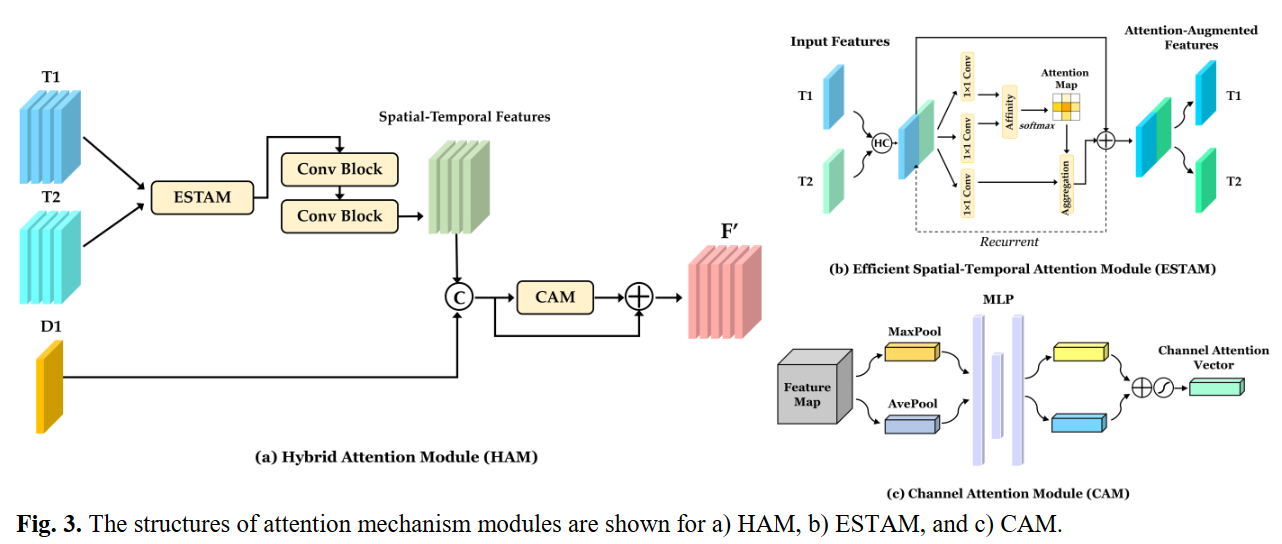 T1
T2
D1
ESTAM
Conv Block
Conv Block
Spatial-Temporal Features
C
CAM
F′
(a) Hybrid Attention Module (HAM)
Input Features
T1
T2
HC
1×1 Conv
1×1 Conv
1×1 Conv
Affinity
softmax
Attention
Map
Aggregation
Recurrent
Attention-Augmented
Features
T1
T2
(b) Efficient Spatial-Temporal Attention Module (ESTAM)
Feature
Map
MaxPool
AvePool
MLP
Channel Attention
Vector
(c) Channel Attention Module (CAM)
Fig. 3. The structures of attention mechanism modules are shown for a) HAM, b) ESTAM, and c) CAM.